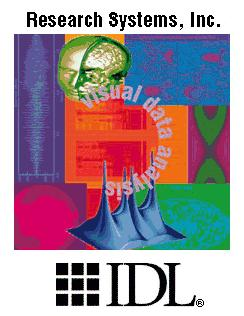 Research Systems, Inc.
visual data analysis
IDL®